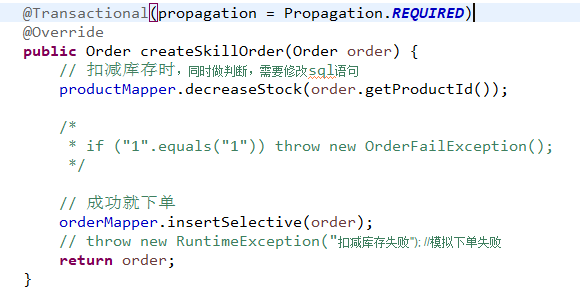 @Transactional(propagation = Propagation.REQUIRED)
@Override
public Order createSkillOrder(Order order) {
// 扣减库存时,同时做判断,需要修改sql语句
productMapper.decreaseStock(order.getProductId());
/*
* if ("1".equals("1")) throw new OrderFailException();
*/
// 成功就下单
orderMapper.insertSelective(order);
// throw new RuntimeException("扣减库存失败"); //模拟下单失败
return order;
}